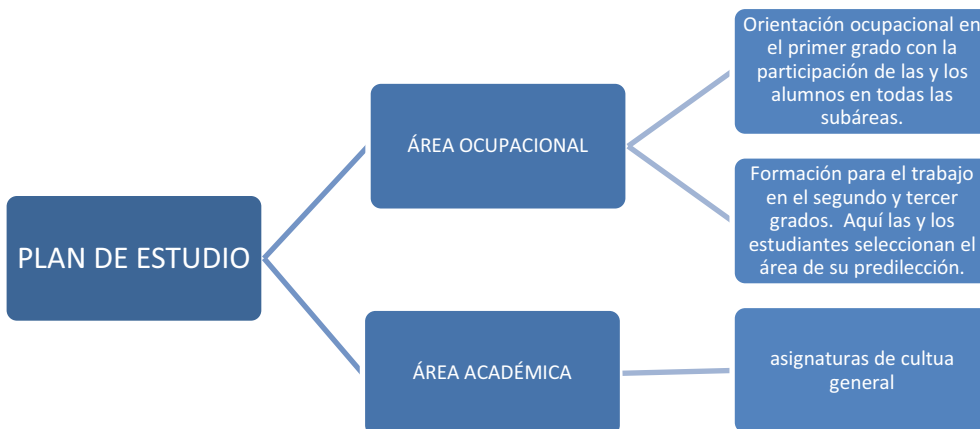 PLAN DE ESTUDIO
ÁREA OCUPACIONAL
Orientación ocupacional en
el primer grado con la
participación de las y los
alumnos en todas las
subáreas.
Formación para el trabajo
en el segundo y tercer
grados.  Aquí las y los
estudiantes seleccionan el
área de su predilección.
ÁREA ACADÉMICA
asignaturas de cultua
general